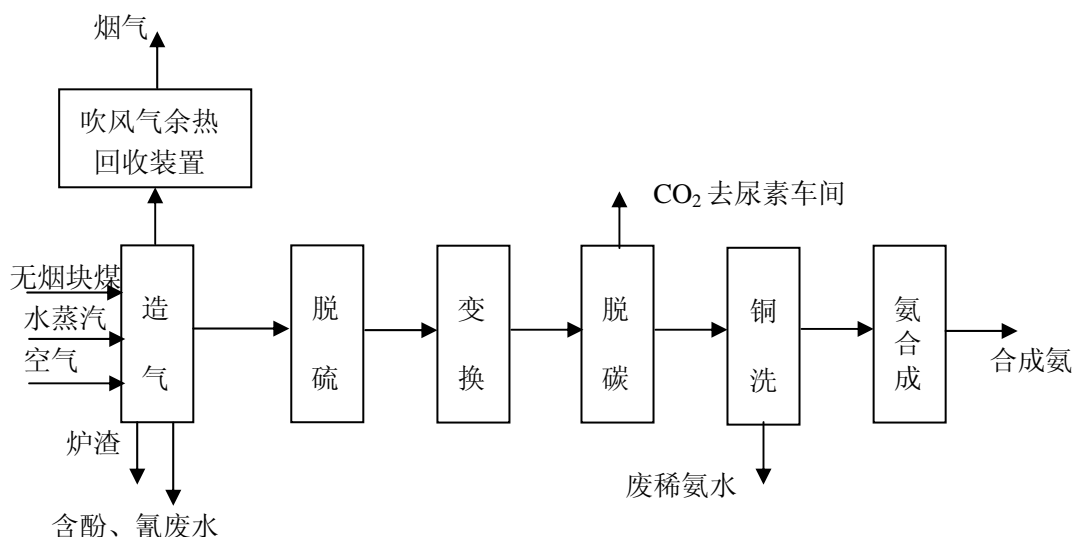 烟气
吹风气余热
回收装置
CO₂ 去尿素车间
无烟块煤
水蒸汽
空气
造气
脱硫
变换
脱碳
铜洗
氨合成
合成氨
炉渣
废稀氨水
含酚、氰废水